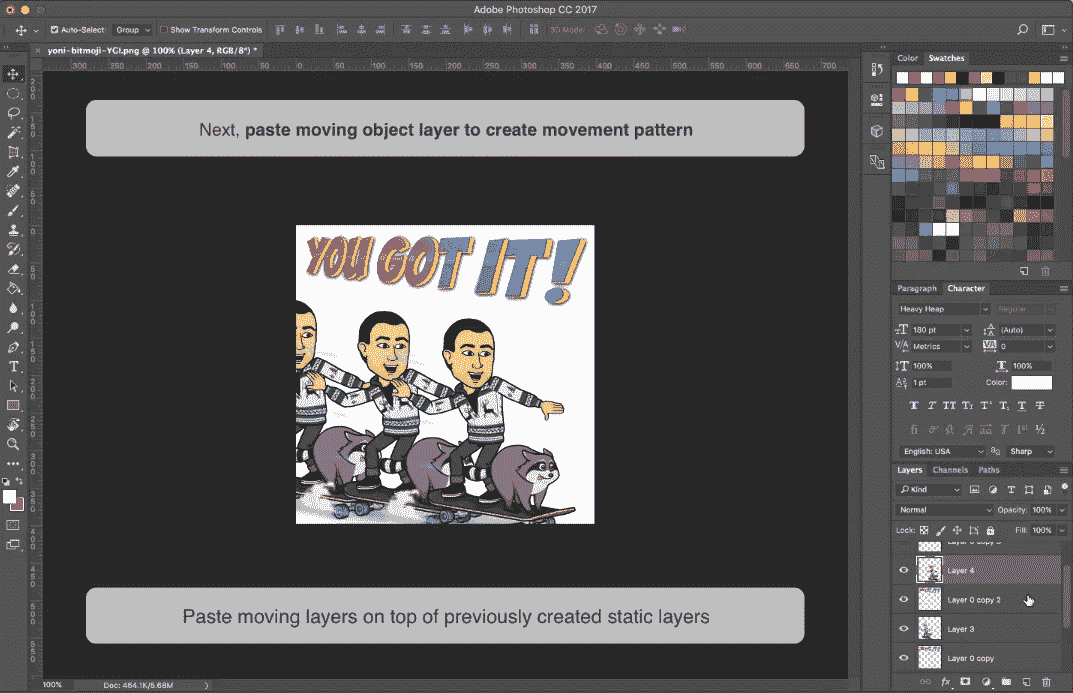 Adobe Photoshop CC 2017
Auto-Select: Group Show Transform Controls 3D Mode:
× yoni-bitmoji-YGI.png @ 100% (Layer 4, RGB/8*) *
300 250 200 150 100 50 0 50 100 150 200 250 300 350 400 450 500 550 600 650 700
Next, paste moving object layer to create movement pattern
YOU GOT IT!
Paste moving layers on top of previously created static layers
100% Doc: 464.1K/5.68M
Color Swatches
Paragraph Character
Heavy Heap Regular
180 pt (Auto)
Metrics 0
100% 100%
1 pt Color:
English: USA Sharp
Layers Channels Paths
Kind
Normal Opacity: 100%
Lock: Fill: 100%
Layer 0 copy 3
Layer 4
Layer 0 copy 2
Layer 3
Layer 0 copy